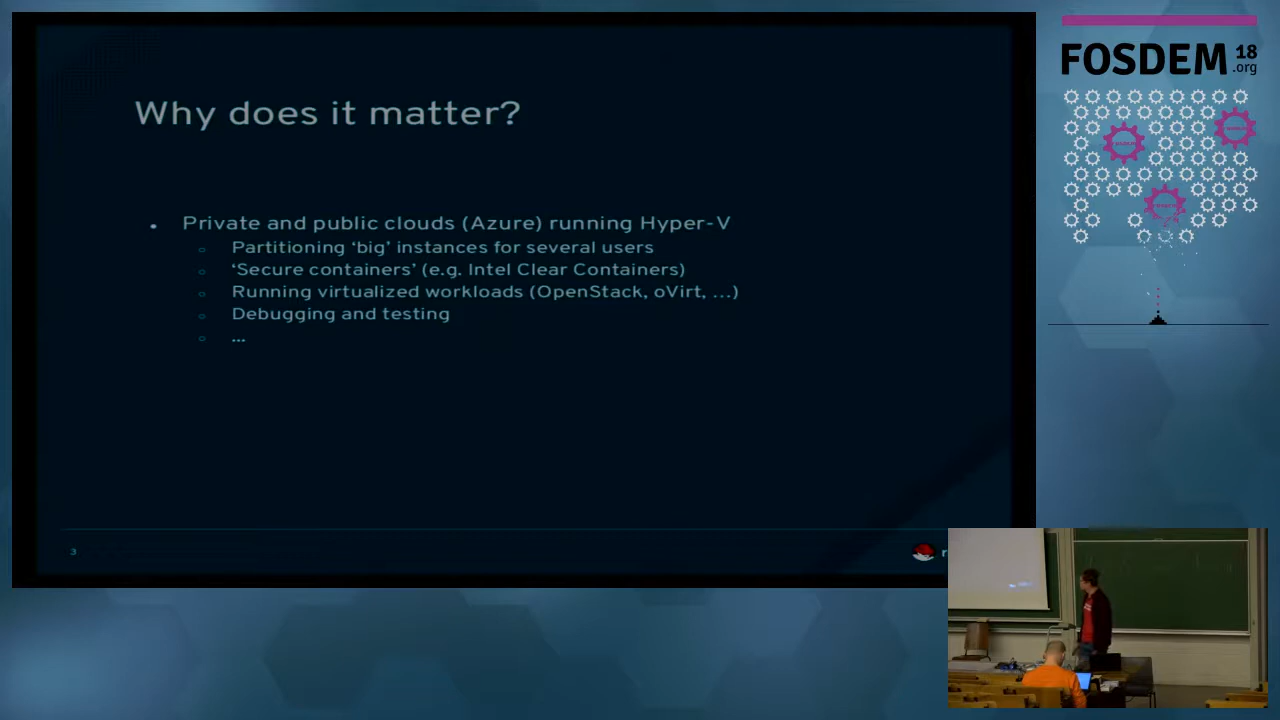 Why does it matter?
• Private and public clouds (Azure) running Hyper-V
○ Partitioning ‘big’ instances for several users
○ ‘Secure containers’ (e.g. Intel Clear Containers)
○ Running virtualized workloads (OpenStack, oVirt, ...)
○ Debugging and testing
○ ...
3
r
FOSDEM 18
.org